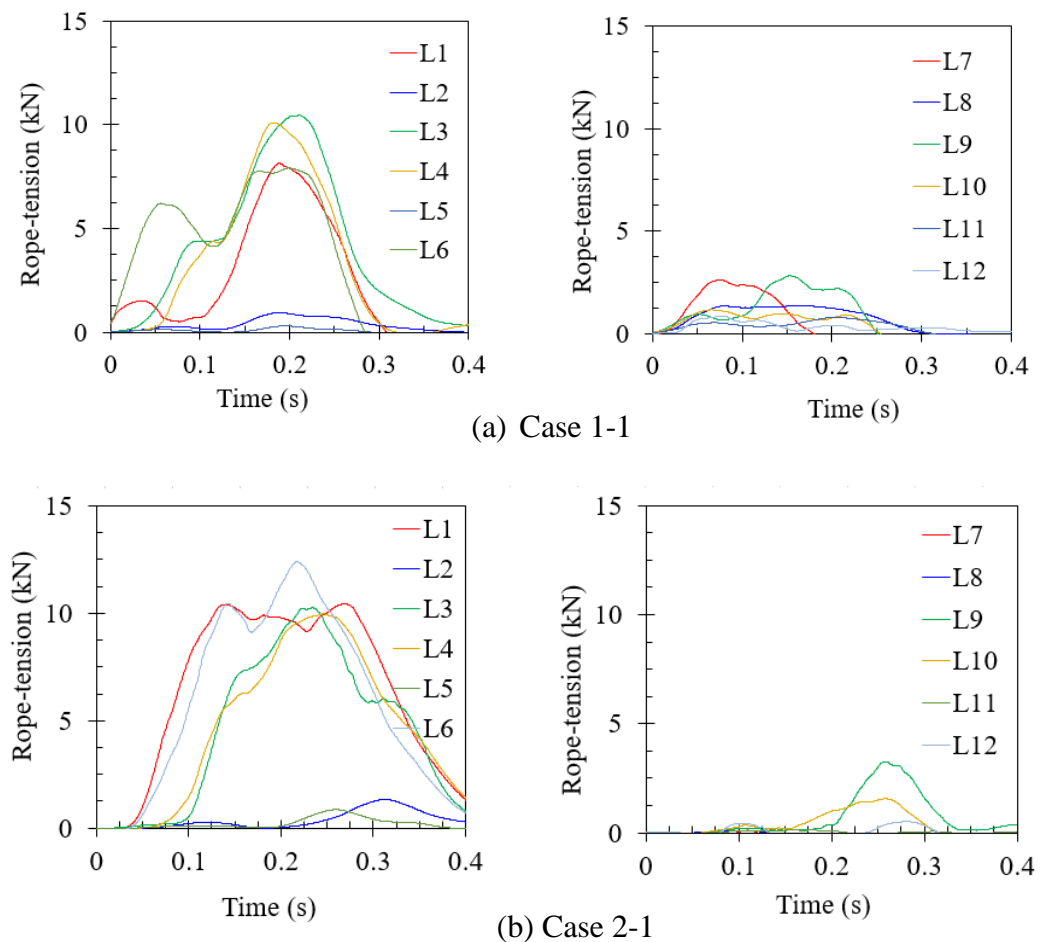 15
10
5
0
Rope-tension (kN)
L1
L2
L3
L4
L5
L6
0
0.1
0.2
0.3
0.4
Time (s)
15
10
5
0
Rope-tension (kN)
L7
L8
L9
L10
L11
L12
0
0.1
0.2
0.3
0.4
Time (s)
(a) Case 1-1
15
10
5
0
Rope-tension (kN)
L1
L2
L3
L4
L5
L6
0
0.1
0.2
0.3
0.4
Time (s)
15
10
5
0
Rope-tension (kN)
L7
L8
L9
L10
L11
L12
0
0.1
0.2
0.3
0.4
Time (s)
(b) Case 2-1